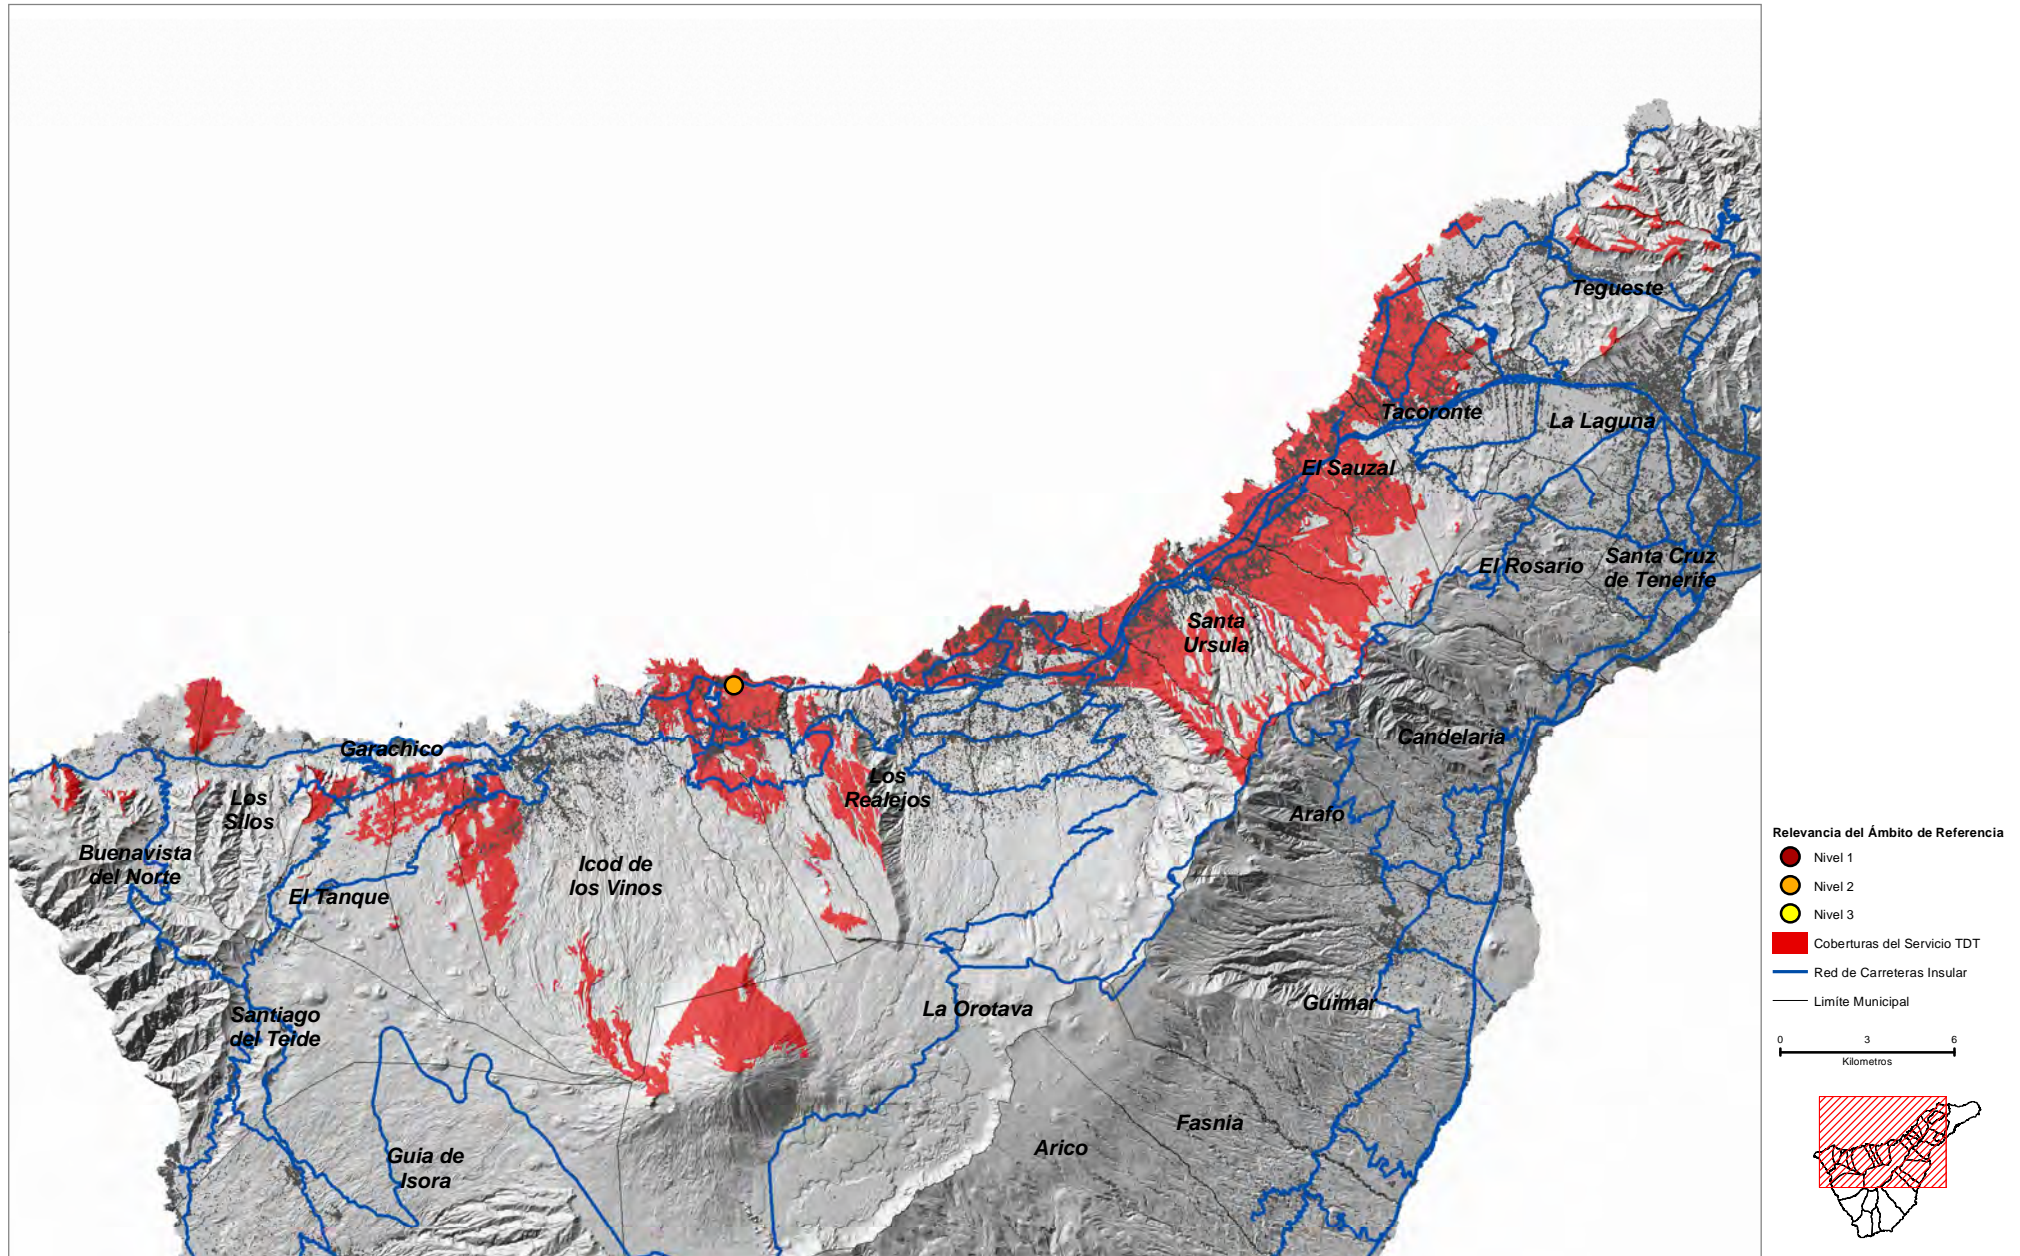 Tegueste
Tacoronte
La Laguna
El Sauzal
El Rosario
Santa Cruz
de Tenerife
Santa
Ursula
Garachico
Candelaria
Los
Silos
Los
Realejos
Arafo
Buenavista
del Norte
El Tanque
Icod de
los Vinos
La Orotava
Guimar
Santiago
del Teide
Fasnia
Arico
Guia de
Isora
Relevancia del Ámbito de Referencia
Nivel 1
Nivel 2
Nivel 3
Coberturas del Servicio TDT
Red de Carreteras Insular
Limíte Municipal
0 3 6
Kilometros